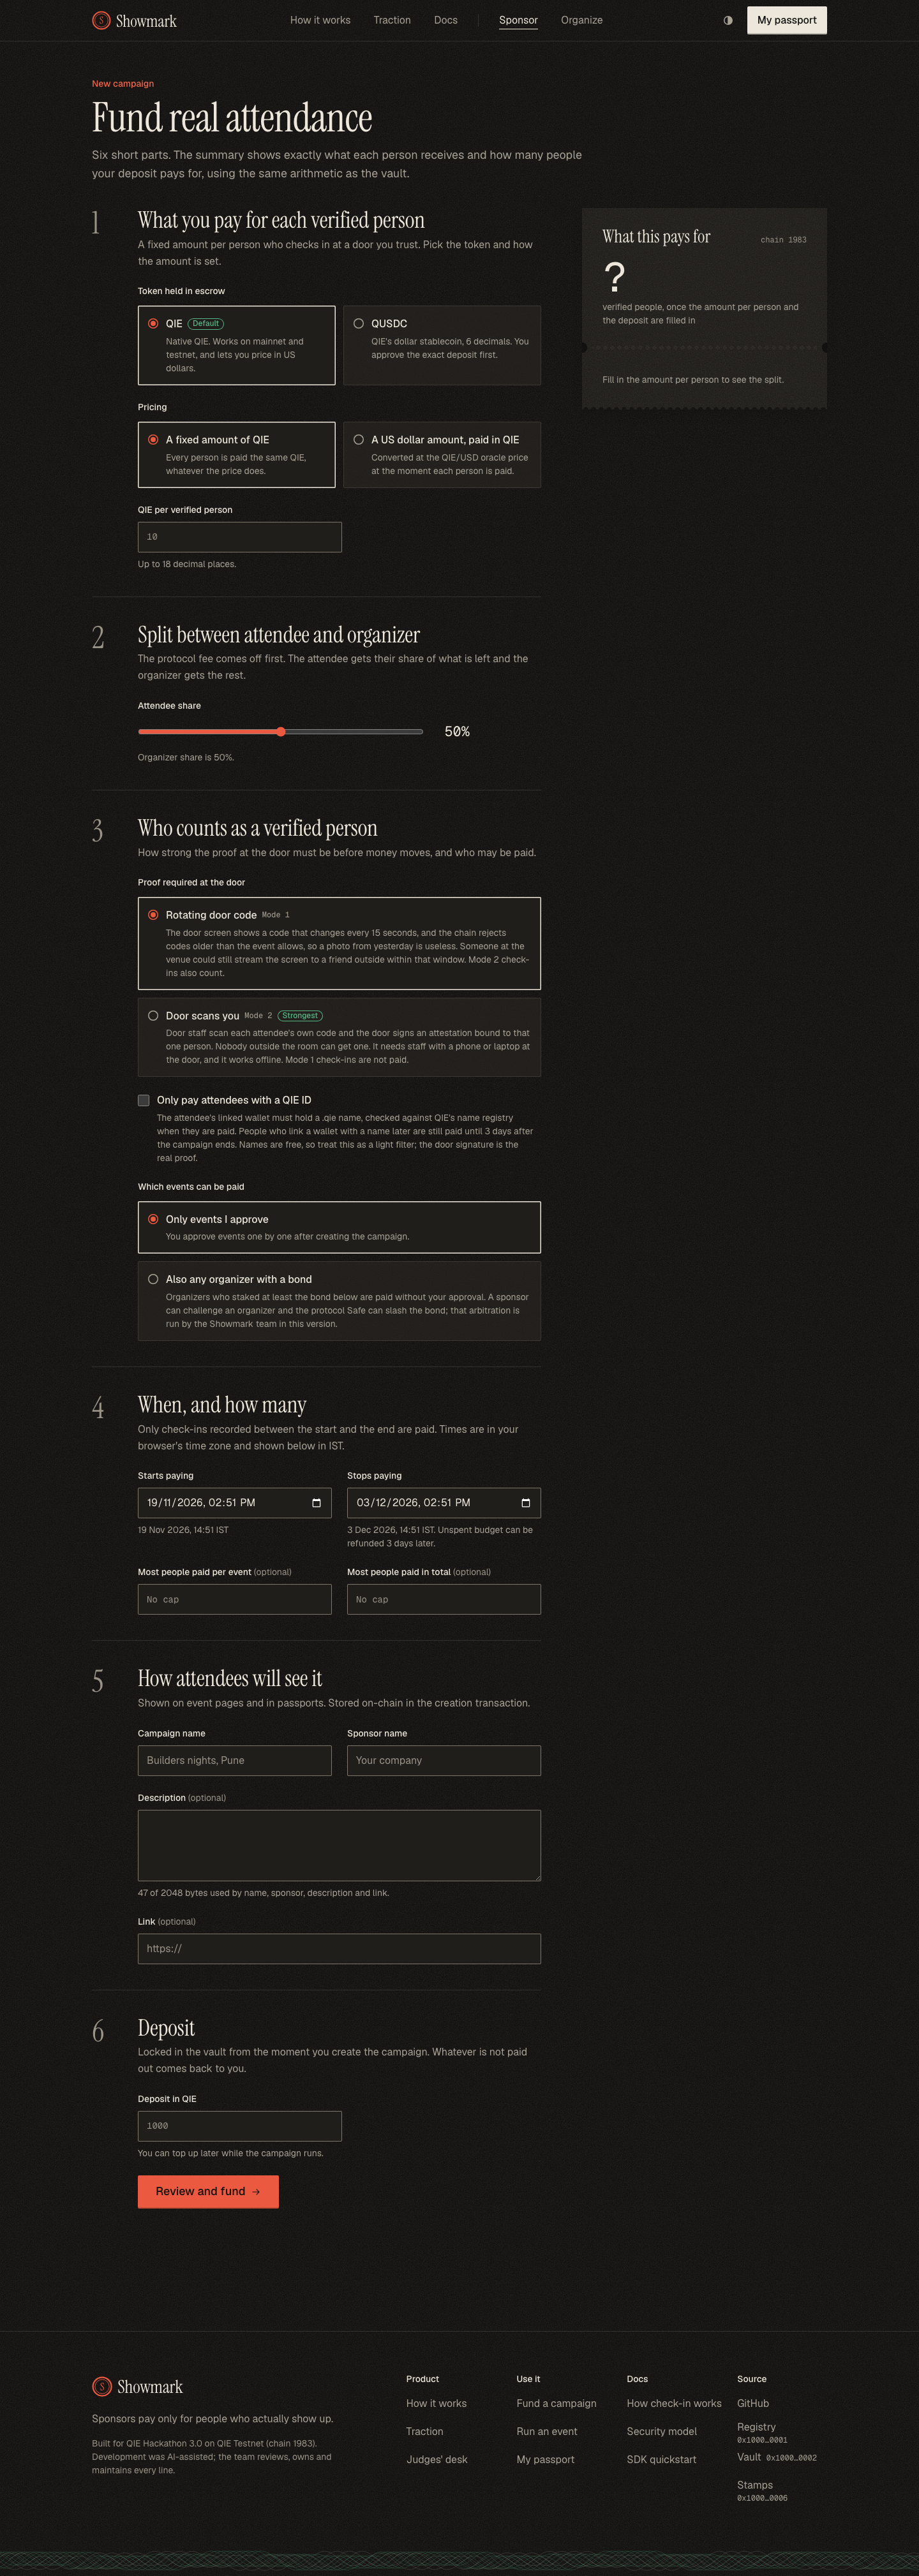 S Showmark
How it works
Traction
Docs
Sponsor
Organize
My passport
New campaign
Fund real attendance
Six short parts. The summary shows exactly what each person receives and how many people
your deposit pays for, using the same arithmetic as the vault.
1
What you pay for each verified person
A fixed amount per person who checks in at a door you trust. Pick the token and how
the amount is set.
Token held in escrow
QIE Default
Native QIE. Works on mainnet and
testnet, and lets you price in US
dollars.
QUSDC
QIE's dollar stablecoin, 6 decimals. You
approve the exact deposit first.
Pricing
A fixed amount of QIE
Every person is paid the same QIE,
whatever the price does.
A US dollar amount, paid in QIE
Converted at the QIE/USD oracle price
at the moment each person is paid.
QIE per verified person
10
Up to 18 decimal places.
What this pays for
chain 1983
?
verified people, once the amount per person and
the deposit are filled in
Fill in the amount per person to see the split.
2
Split between attendee and organizer
The protocol fee comes off first. The attendee gets their share of what is left and the
organizer gets the rest.
Attendee share
50%
Organizer share is 50%.
3
Who counts as a verified person
How strong the proof at the door must be before money moves, and who may be paid.
Proof required at the door
Rotating door code Mode 1
The door screen shows a code that changes every 15 seconds, and the chain rejects
codes older than the event allows, so a photo from yesterday is useless. Someone at the
venue could still stream the screen to a friend outside within that window. Mode 2 check-
ins also count.
Door scans you Mode 2 Strongest
Door staff scan each attendee's own code and the door signs an attestation bound to that
one person. Nobody outside the room can get one. It needs staff with a phone or laptop at
the door, and it works offline. Mode 1 check-ins are not paid.
Only pay attendees with a QIE ID
The attendee's linked wallet must hold a .qie name, checked against QIE's name registry
when they are paid. People who link a wallet with a name later are still paid until 3 days after
the campaign ends. Names are free, so treat this as a light filter; the door signature is the
real proof.
Which events can be paid
Only events I approve
You approve events one by one after creating the campaign.
Also any organizer with a bond
Organizers who staked at least the bond below are paid without your approval. A sponsor
can challenge an organizer and the protocol Safe can slash the bond; that arbitration is
run by the Showmark team in this version.
4
When, and how many
Only check-ins recorded between the start and the end are paid. Times are in your
browser's time zone and shown below in IST.
Starts paying
19/11/2026, 02:51 PM
19 Nov 2026, 14:51 IST
Stops paying
03/12/2026, 02:51 PM
3 Dec 2026, 14:51 IST. Unspent budget can be
refunded 3 days later.
Most people paid per event (optional)
No cap
Most people paid in total (optional)
No cap
5
How attendees will see it
Shown on event pages and in passports. Stored on-chain in the creation transaction.
Campaign name
Builders nights, Pune
Sponsor name
Your company
Description (optional)
47 of 2048 bytes used by name, sponsor, description and link.
Link (optional)
https://
6
Deposit
Locked in the vault from the moment you create the campaign. Whatever is not paid
out comes back to you.
Deposit in QIE
1000
You can top up later while the campaign runs.
Review and fund →
S Showmark
Sponsors pay only for people who actually show up.
Built for QIE Hackathon 3.0 on QIE Testnet (chain 1983).
Development was AI-assisted; the team reviews, owns and
maintains every line.
Product
How it works
Traction
Judges' desk
Use it
Fund a campaign
Run an event
My passport
Docs
How check-in works
Security model
SDK quickstart
Source
GitHub
Registry
0x1000…0001
Vault 0x1000…0002
Stamps
0x1000…0006